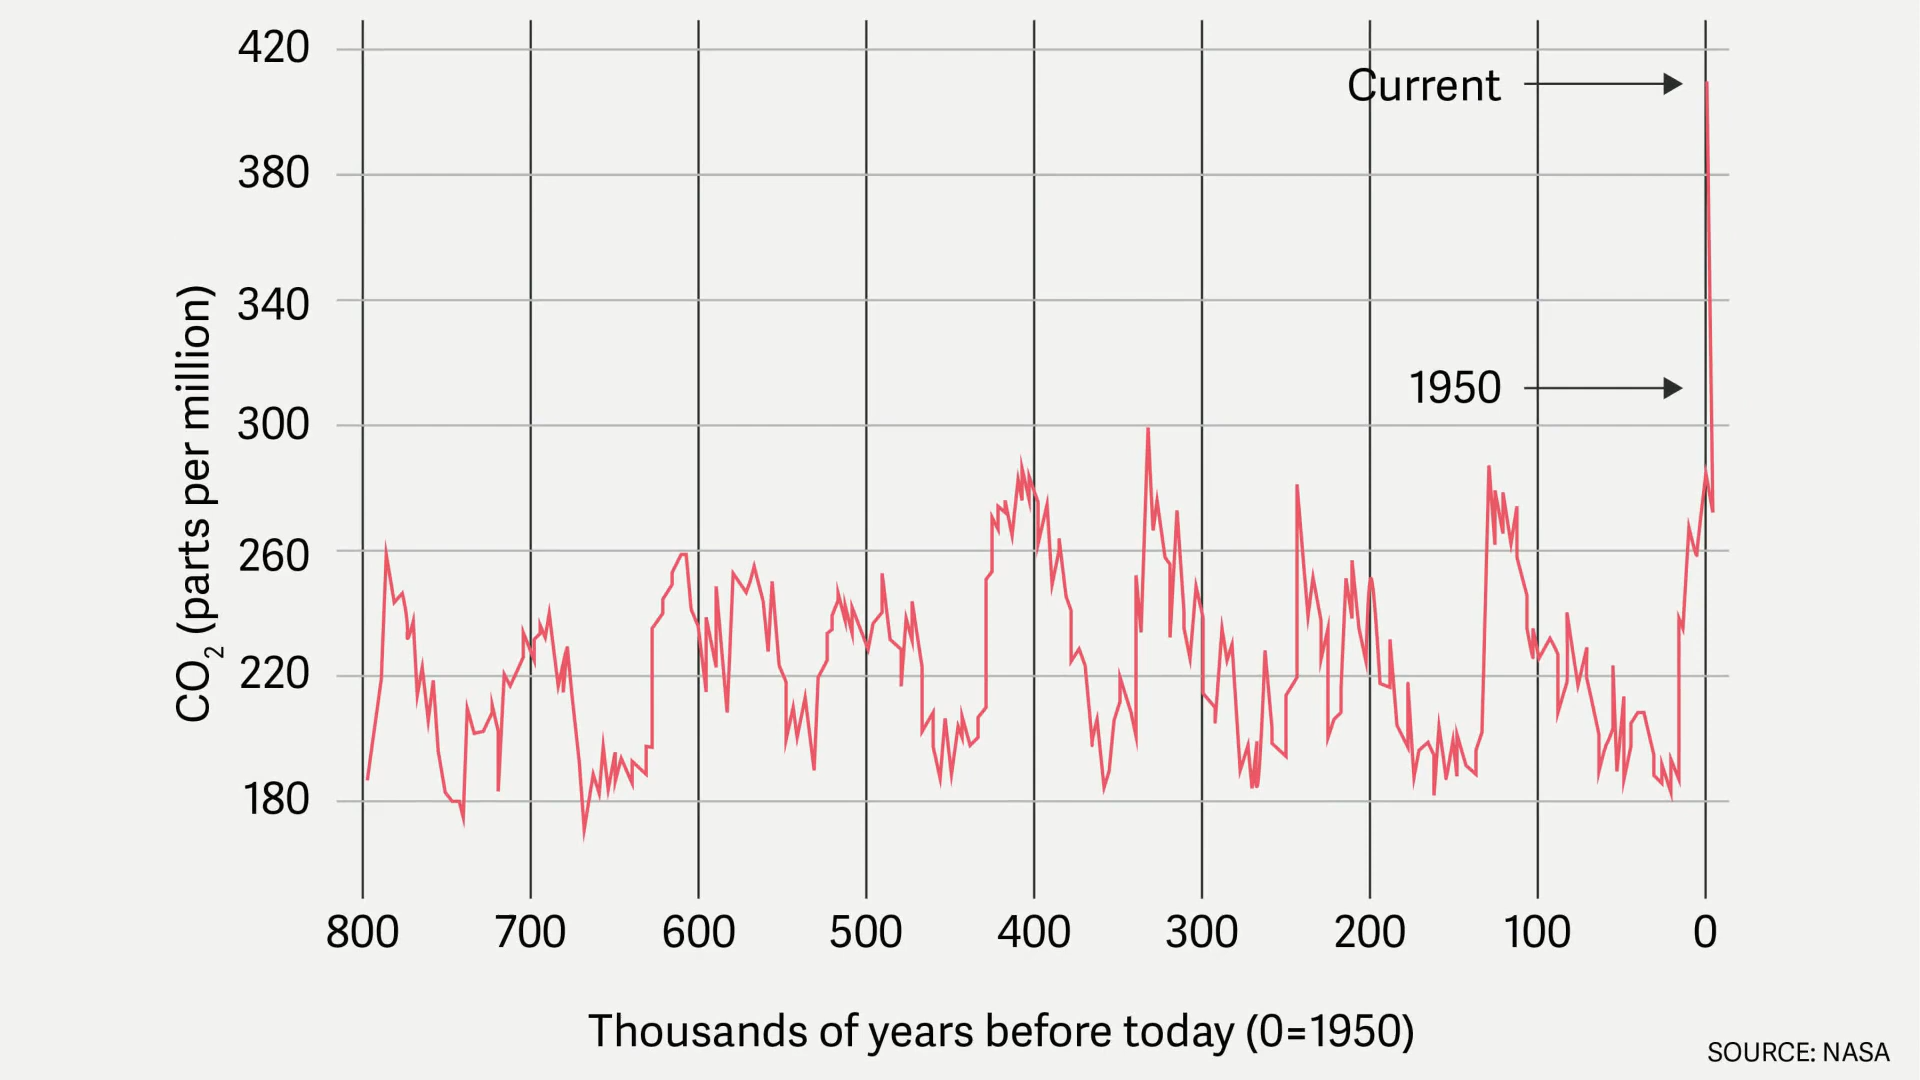 420
380
340
300
260
220
180
CO2 (parts per million)
Current
1950
800 700 600 500 400 300 200 100 0
Thousands of years before today (0=1950)
SOURCE: NASA